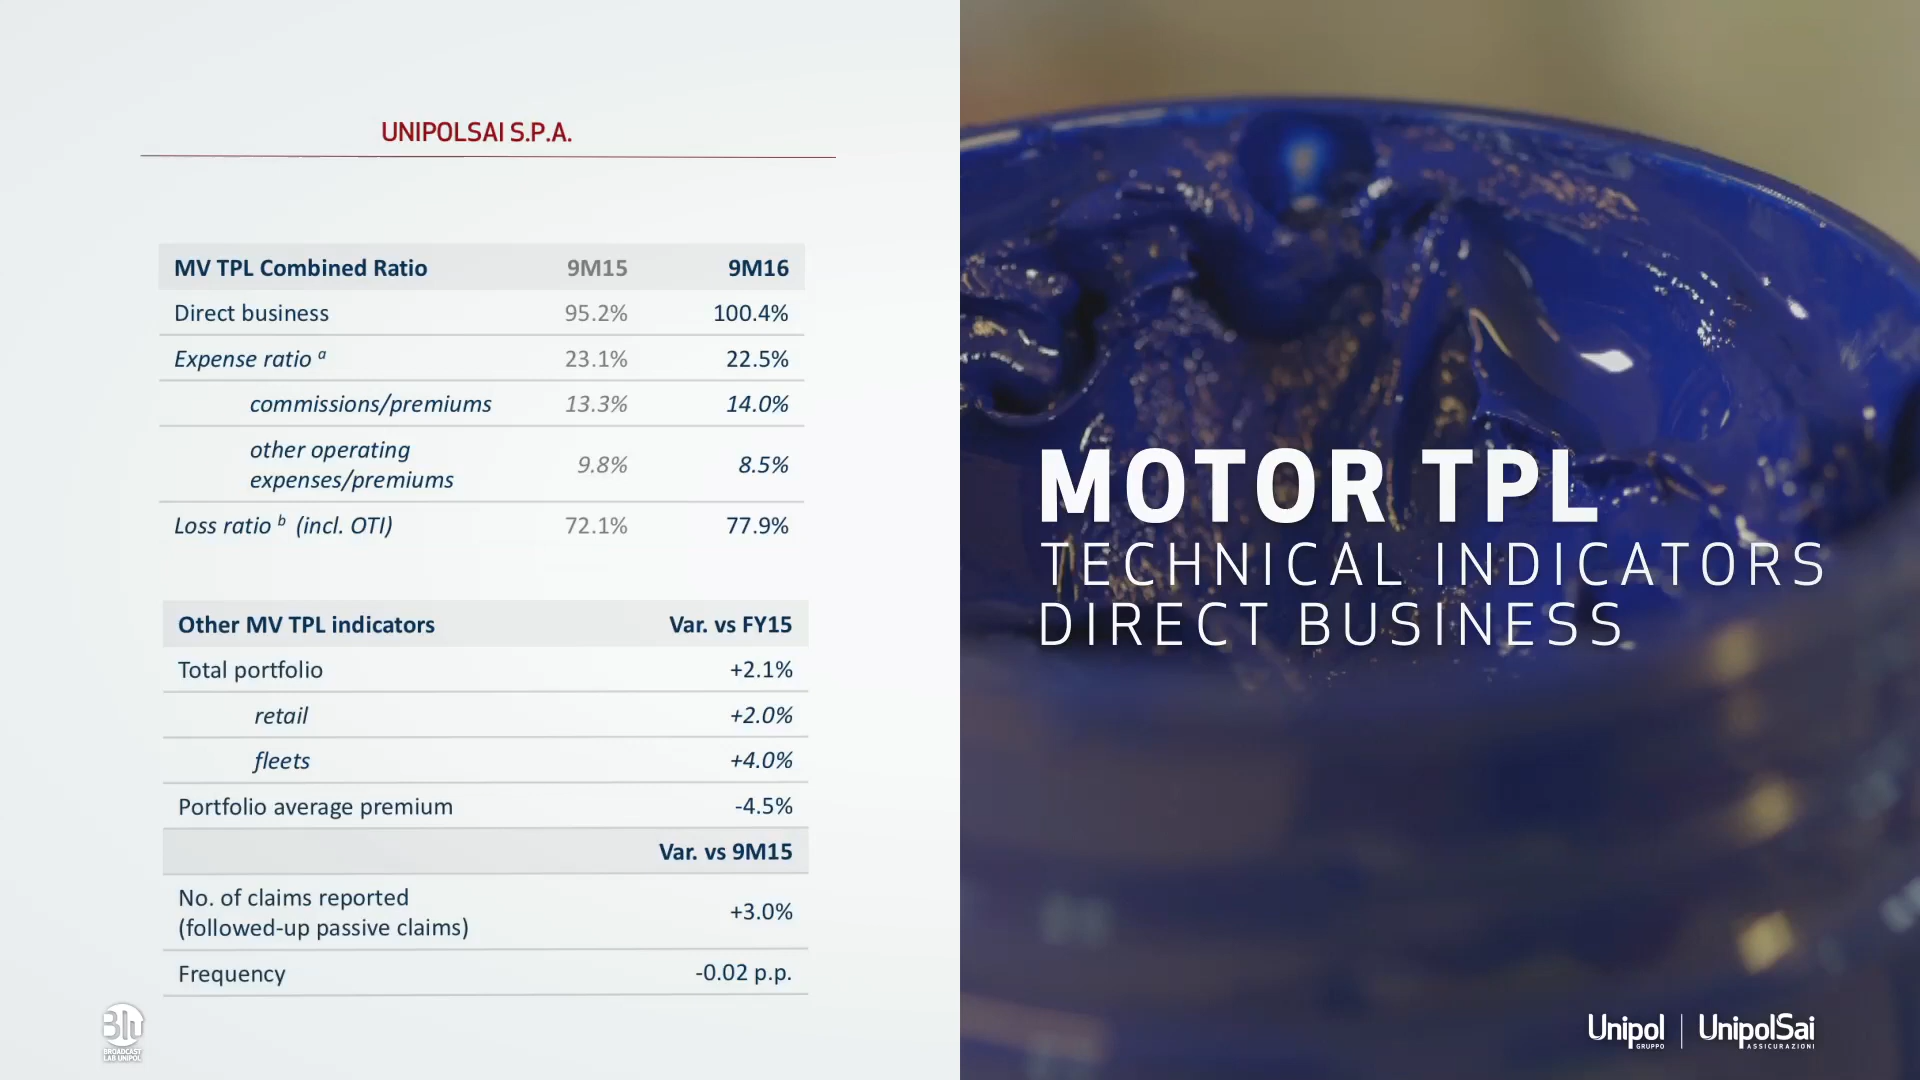 UNIPOLSAI S.P.A.
MV TPL Combined Ratio 9M15 9M16
Direct business 95.2% 100.4%
Expense ratio a 23.1% 22.5%
commissions/premiums 13.3% 14.0%
other operating
expenses/premiums 9.8% 8.5%
Loss ratio b (incl. OTI) 72.1% 77.9%
Other MV TPL indicators Var. vs FY15
Total portfolio +2.1%
retail +2.0%
fleets +4.0%
Portfolio average premium -4.5%
Var. vs 9M15
No. of claims reported
(followed-up passive claims) +3.0%
Frequency -0.02 p.p.
BROADCAST
LAB UNIPOL
MOTOR TPL
TECHNICAL INDICATORS
DIRECT BUSINESS
Unipol UnipolSai
GRUPPO ASSICURAZIONI